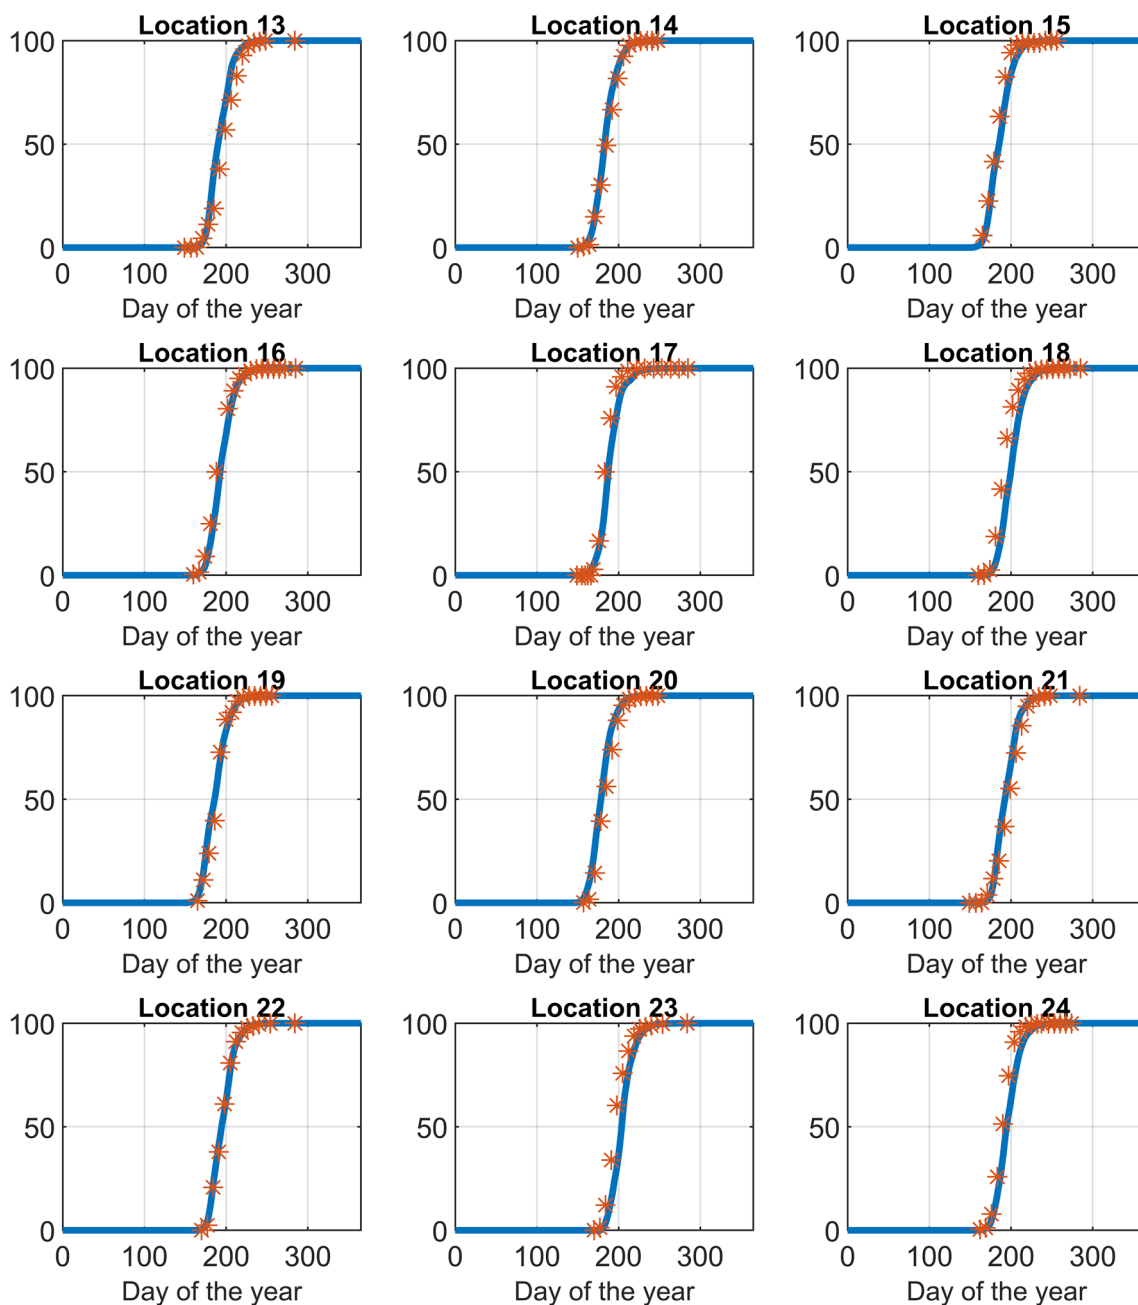 Location 13 Location 14 Location 15
100 100 100
50 50 50
0 0 0
0 100 200 300 0 100 200 300 0 100 200 300
Day of the year Day of the year Day of the year
Location 16 Location 17 Location 18
100 100 100
50 50 50
0 0 0
0 100 200 300 0 100 200 300 0 100 200 300
Day of the year Day of the year Day of the year
Location 19 Location 20 Location 21
100 100 100
50 50 50
0 0 0
0 100 200 300 0 100 200 300 0 100 200 300
Day of the year Day of the year Day of the year
Location 22 Location 23 Location 24
100 100 100
50 50 50
0 0 0
0 100 200 300 0 100 200 300 0 100 200 300
Day of the year Day of the year Day of the year